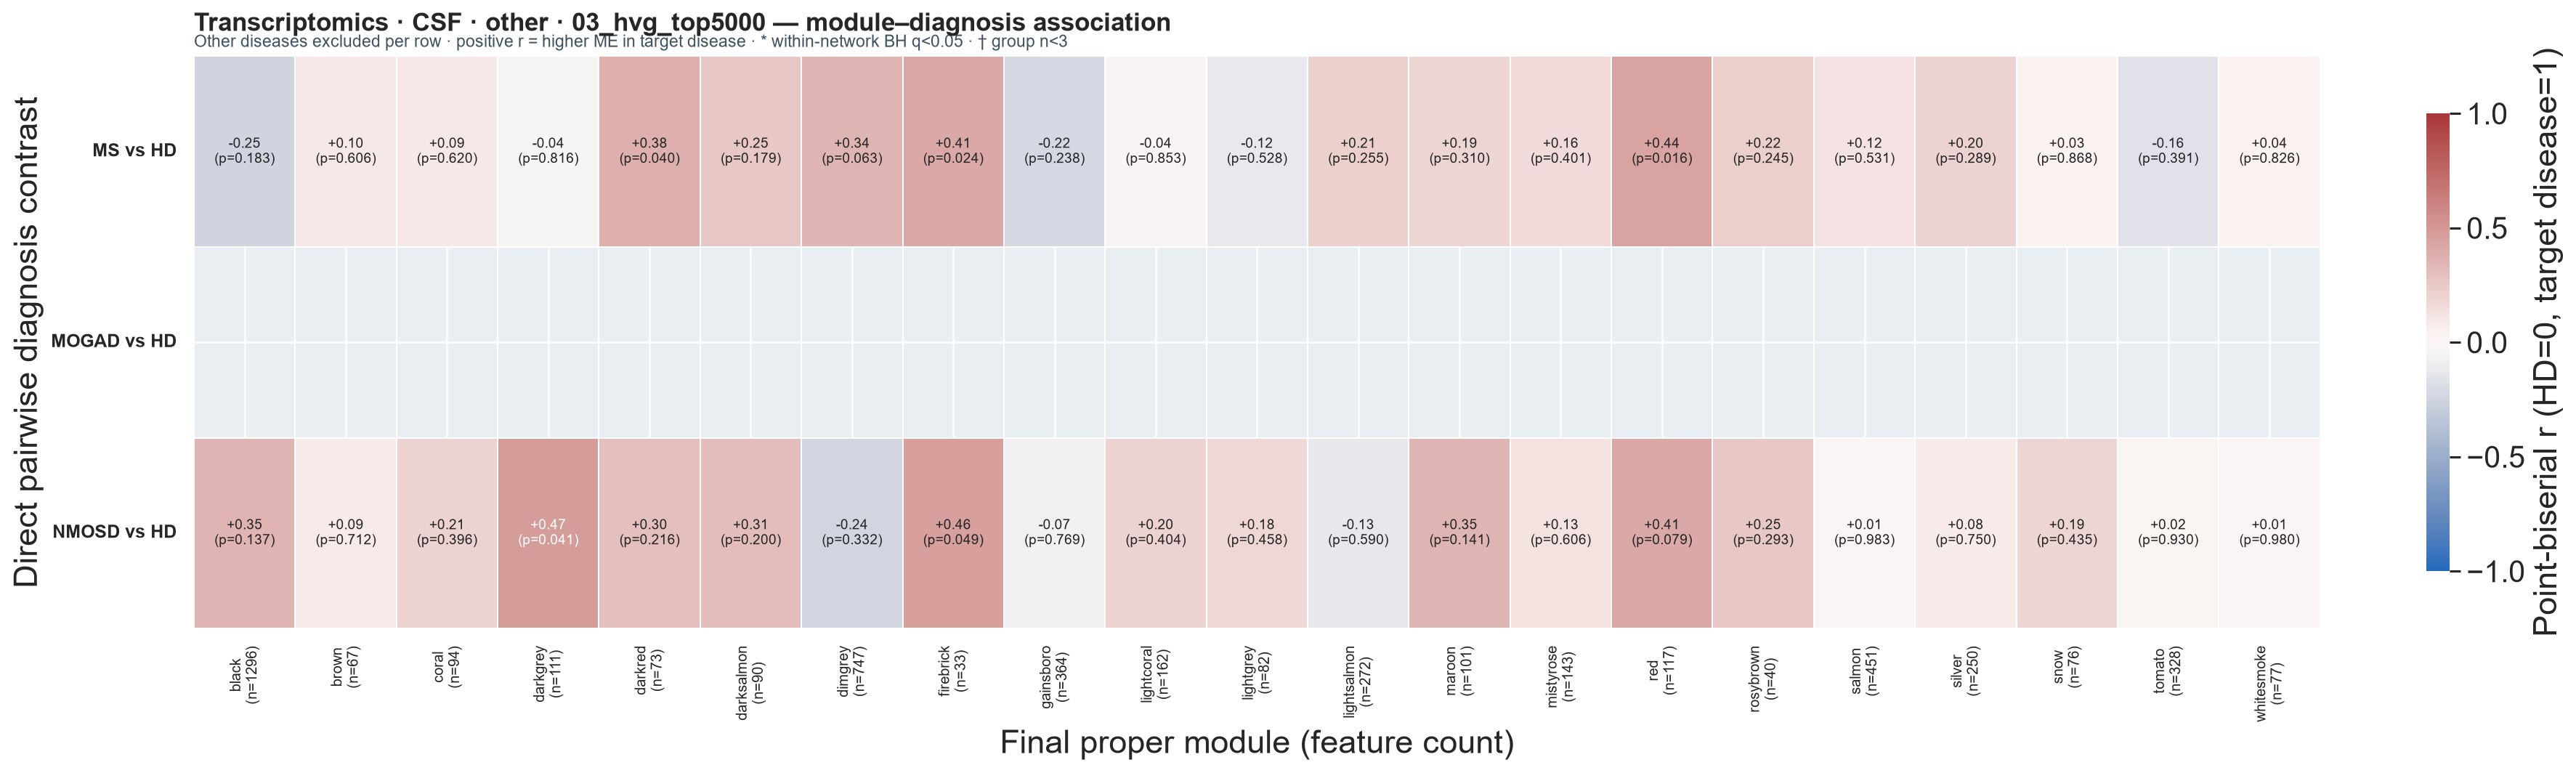 Transcriptomics · CSF · other · 03_hvg_top5000 — module–diagnosis association
Other diseases excluded per row · positive r = higher ME in target disease · * within-network BH q<0.05 · † group n<3
Direct pairwise diagnosis contrast
MS vs HD
-0.25 +0.10 +0.09 -0.04 +0.38 +0.25 +0.34 +0.41 -0.22 -0.04 -0.12 +0.21 +0.19 +0.16 +0.44 +0.22 +0.12 +0.20 +0.03 -0.16 +0.04
(p=0.183) (p=0.606) (p=0.620) (p=0.816) (p=0.040) (p=0.179) (p=0.063) (p=0.024) (p=0.238) (p=0.853) (p=0.528) (p=0.255) (p=0.310) (p=0.401) (p=0.016) (p=0.245) (p=0.531) (p=0.289) (p=0.868) (p=0.391) (p=0.826)
MOGAD vs HD
NMOSD vs HD
+0.35 +0.09 +0.21 +0.47 +0.30 +0.31 -0.24 +0.46 -0.07 +0.20 +0.18 -0.13 +0.35 +0.13 +0.41 +0.25 +0.01 +0.08 +0.19 +0.02 +0.01
(p=0.137) (p=0.712) (p=0.396) (p=0.041) (p=0.216) (p=0.200) (p=0.332) (p=0.049) (p=0.769) (p=0.404) (p=0.458) (p=0.590) (p=0.141) (p=0.606) (p=0.079) (p=0.293) (p=0.983) (p=0.750) (p=0.435) (p=0.930) (p=0.980)
black
(n=1296)
brown
(n=67)
coral
(n=94)
darkgrey
(n=111)
darkred
(n=73)
darksalmon
(n=90)
dimgrey
(n=747)
firebrick
(n=33)
gainsboro
(n=364)
lightcoral
(n=162)
lightgrey
(n=82)
lightsalmon
(n=272)
maroon
(n=101)
mistyrose
(n=143)
red
(n=117)
rosybrown
(n=40)
salmon
(n=451)
silver
(n=250)
snow
(n=76)
tomato
(n=328)
whitesmoke
(n=77)
Final proper module (feature count)
1.0
0.5
0.0
−0.5
−1.0
Point-biserial r (HD=0, target disease=1)